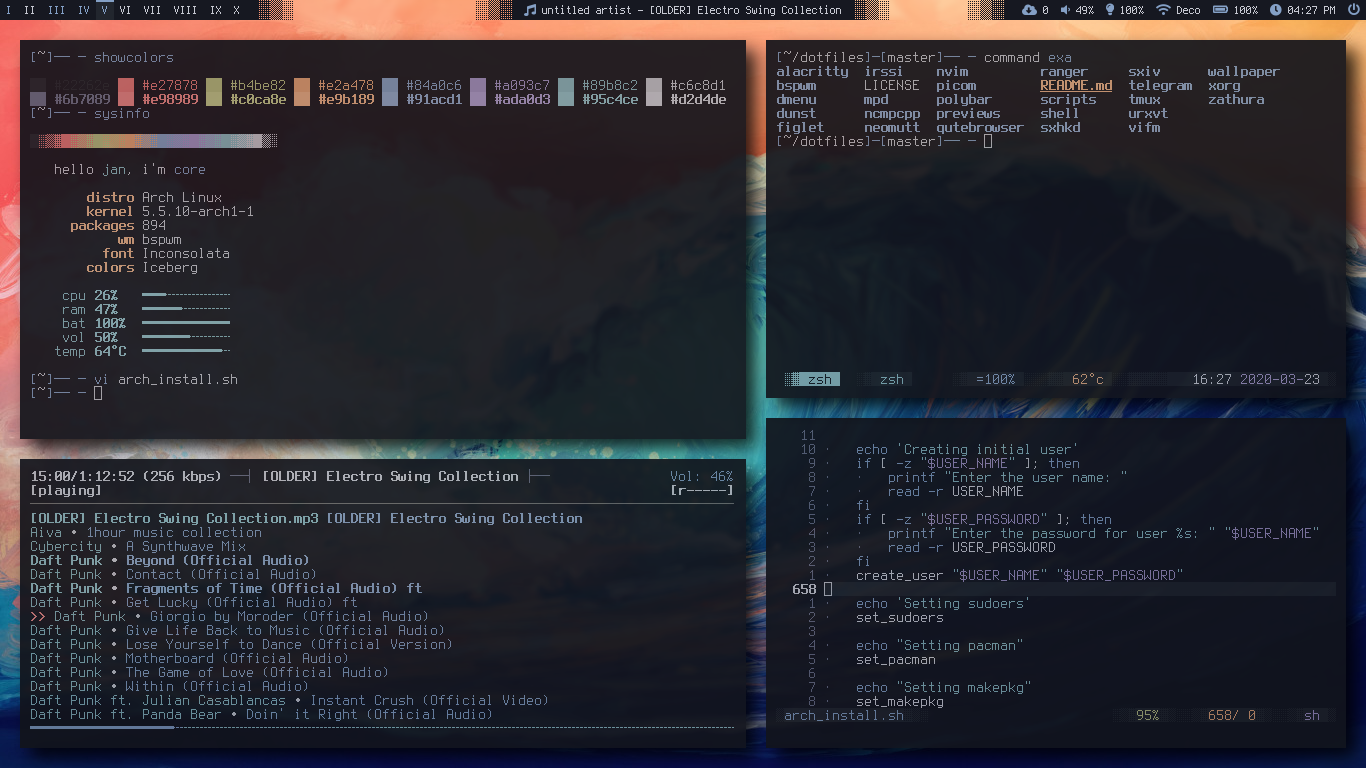 I II III IV V VI VII VIII IX X
untitled artist - [OLDER] Electro Swing Collection
0 49% 100% Deco 100% 04:27 PM
[~]── ─ showcolors
#22262e #e27878 #b4be82 #e2a478 #84a0c6 #a093c7 #89b8c2 #c6c8d1
#6b7089 #e98989 #c0ca8e #e9b189 #91acd1 #ada0d3 #95c4ce #d2d4de
[~]── ─ sysinfo
hello jan, i'm core
distro Arch Linux
kernel 5.5.10-arch1-1
packages 894
wm bspwm
font Inconsolata
colors Iceberg
cpu 26%
ram 47%
bat 100%
vol 50%
temp 64°C
[~]── ─ vi arch_install.sh
[~]── ─
[~/dotfiles]─[master]── ─ command exa
alacritty irssi nvim ranger sxiv wallpaper
bspwm LICENSE picom README.md telegram xorg
dmenu mpd polybar scripts tmux zathura
dunst ncmpcpp previews shell urxvt
figlet neomutt qutebrowser sxhkd vifm
[~/dotfiles]─[master]── ─
zsh zsh =100% 62°c 16:27 2020-03-23
15:00/1:12:52 (256 kbps) ──┤ [OLDER] Electro Swing Collection ├── Vol: 46%
[playing] [r-----]
[OLDER] Electro Swing Collection.mp3 [OLDER] Electro Swing Collection
Aiva • 1hour music collection
Cybercity • A Synthwave Mix
Daft Punk • Beyond (Official Audio)
Daft Punk • Contact (Official Audio)
Daft Punk • Fragments of Time (Official Audio) ft
Daft Punk • Get Lucky (Official Audio) ft
>> Daft Punk • Giorgio by Moroder (Official Audio)
Daft Punk • Give Life Back to Music (Official Audio)
Daft Punk • Lose Yourself to Dance (Official Version)
Daft Punk • Motherboard (Official Audio)
Daft Punk • The Game of Love (Official Audio)
Daft Punk • Within (Official Audio)
Daft Punk ft. Julian Casablancas • Instant Crush (Official Video)
Daft Punk ft. Panda Bear • Doin' it Right (Official Audio)
11
10 · echo 'Creating initial user'
9 · if [ -z "$USER_NAME" ]; then
8 · · printf "Enter the user name: "
7 · · read -r USER_NAME
6 · fi
5 · if [ -z "$USER_PASSWORD" ]; then
4 · · printf "Enter the password for user %s: " "$USER_NAME"
3 · · read -r USER_PASSWORD
2 · fi
1 · create_user "$USER_NAME" "$USER_PASSWORD"
658
1 · echo 'Setting sudoers'
2 · set_sudoers
3
4 · echo "Setting pacman"
5 · set_pacman
6
7 · echo "Setting makepkg"
8 · set_makepkg
arch_install.sh 95% 658/ 0 sh